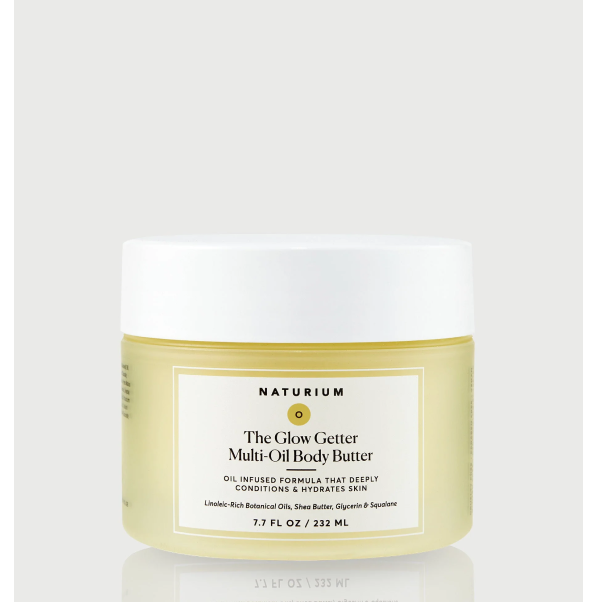 NATURIUM
O
The Glow Getter
Multi-Oil Body Butter
OIL INFUSED FORMULA THAT DEEPLY
CONDITIONS & HYDRATES SKIN
Linoleic-Rich Botanical Oils, Shea Butter, Glycerin & Squalane
7.7 FL OZ / 232 ML